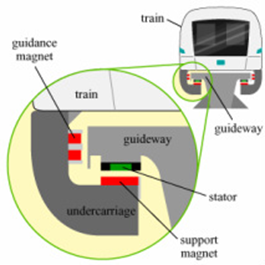 train
guidance
magnet
train
guideway
guideway
stator
undercarriage
support
magnet